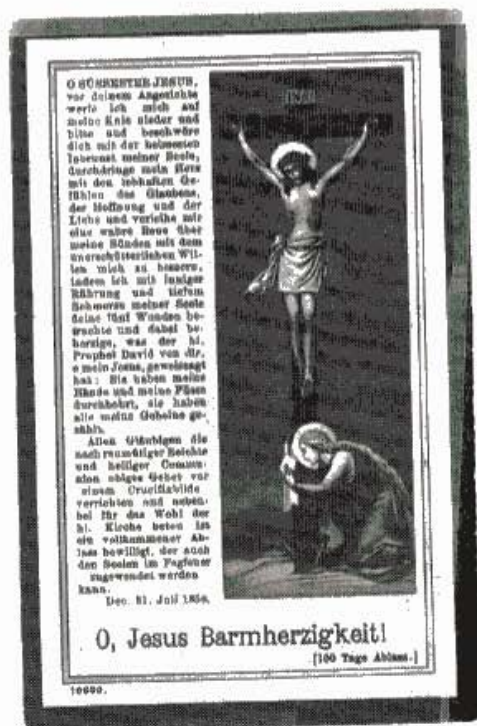 O SÜSSESTER JESUS,
vor deinem Angesichte
werfe ich mich auf
meine Knie nieder und
bitte und beschwöre
dich mit der heissesten
Inbrunst meiner Seele,
durchdringe mein Herz
mit den lebhaften Ge-
fühlen des Glaubens,
der Hoffnung und der
Liebe und verleihe mir
eine wahre Reue über
meine Sünden mit dem
unerschütterlichen Wil-
len mich zu bessern,
indem ich mit inniger
Rührung und tiefem
Schmerze meiner Seele
deine fünf Wunden be-
trachte und dabei be-
herzige, was der hl.
Prophet David von dir,
o mein Jesus, geweissagt
hat: Sie haben meine
Hände und meine Füsse
durchbohrt, sie haben
alle meine Gebeine ge-
zählt.
Allen Gläubigen die
nach reumütiger Beichte
und heiliger Commu-
nion obiges Gebet vor
einem Crucifixbilde
verrichten und neben-
bei für das Wohl der
hl. Kirche beten ist
ein vollkommener Ab-
lass bewilligt, der auch
den Seelen im Fegfeuer
zugewendet werden
kann.
Dec. 31. Juli 1858.
INRI
O, Jesus Barmherzigkeit!
[100 Tage Ablass.]